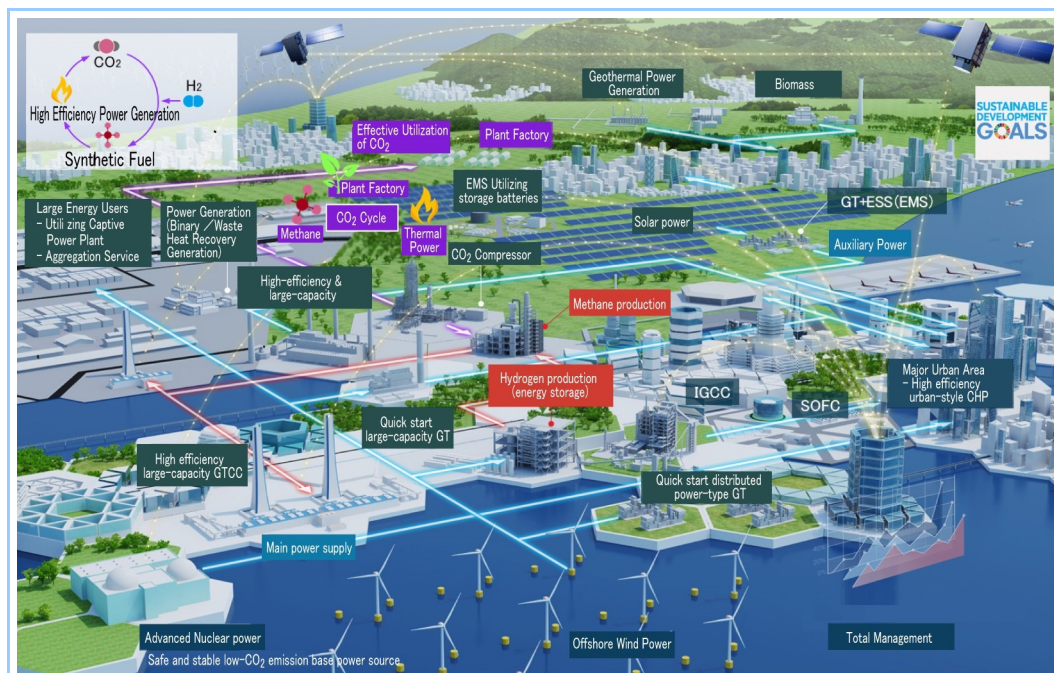 CO2
H2
High Efficiency Power Generation
Synthetic Fuel
Geothermal Power
Generation
Biomass
SUSTAINABLE
DEVELOPMENT
GOALS
Effective Utilization
of CO2
Plant Factory
Plant Factory
CO2 Cycle
Methane
Thermal
Power
EMS Utilizing
storage batteries
Solar power
GT+ESS(EMS)
Auxiliary Power
Large Energy Users
- Utili zing Captive
Power Plant
- Aggregation Service
Power Generation
(Binary ／Waste
Heat Recovery
Generation)
High-efficiency &
large-capacity
CO2 Compressor
Methane production
Hydrogen production
(energy storage)
IGCC
SOFC
Major Urban Area
- High efficiency
urban-style CHP
Quick start
large-capacity GT
High efficiency
large-capacity GTCC
Quick start distributed
power-type GT
Main power supply
Advanced Nuclear power
Safe and stable low-CO2 emission base power source
Offshore Wind Power
Total Management